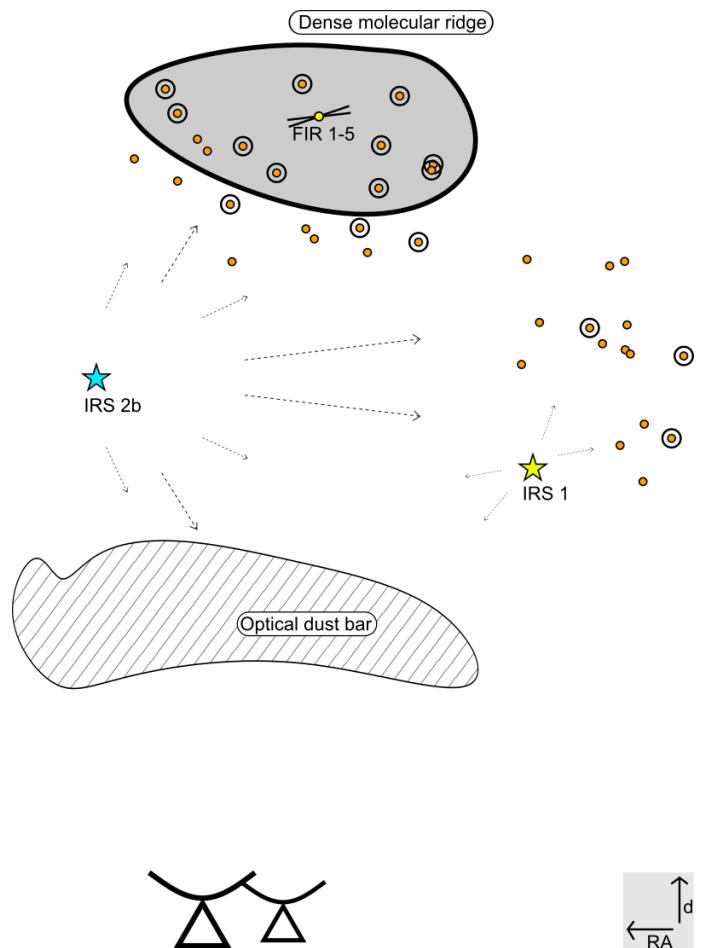 Dense molecular ridge
FIR 1-5
IRS 2b
IRS 1
Optical dust bar
d
RA